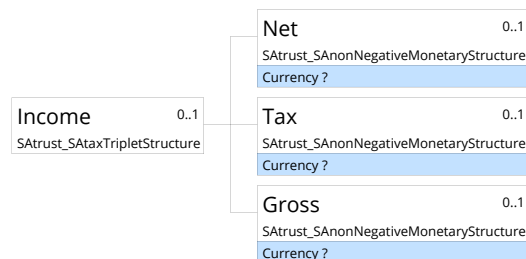 Net 0..1
SAtrust_SAnonNegativeMonetaryStructure
Currency ?
Income 0..1
SAtrust_SAtaxTripletStructure
Tax 0..1
SAtrust_SAnonNegativeMonetaryStructure
Currency ?
Gross 0..1
SAtrust_SAnonNegativeMonetaryStructure
Currency ?